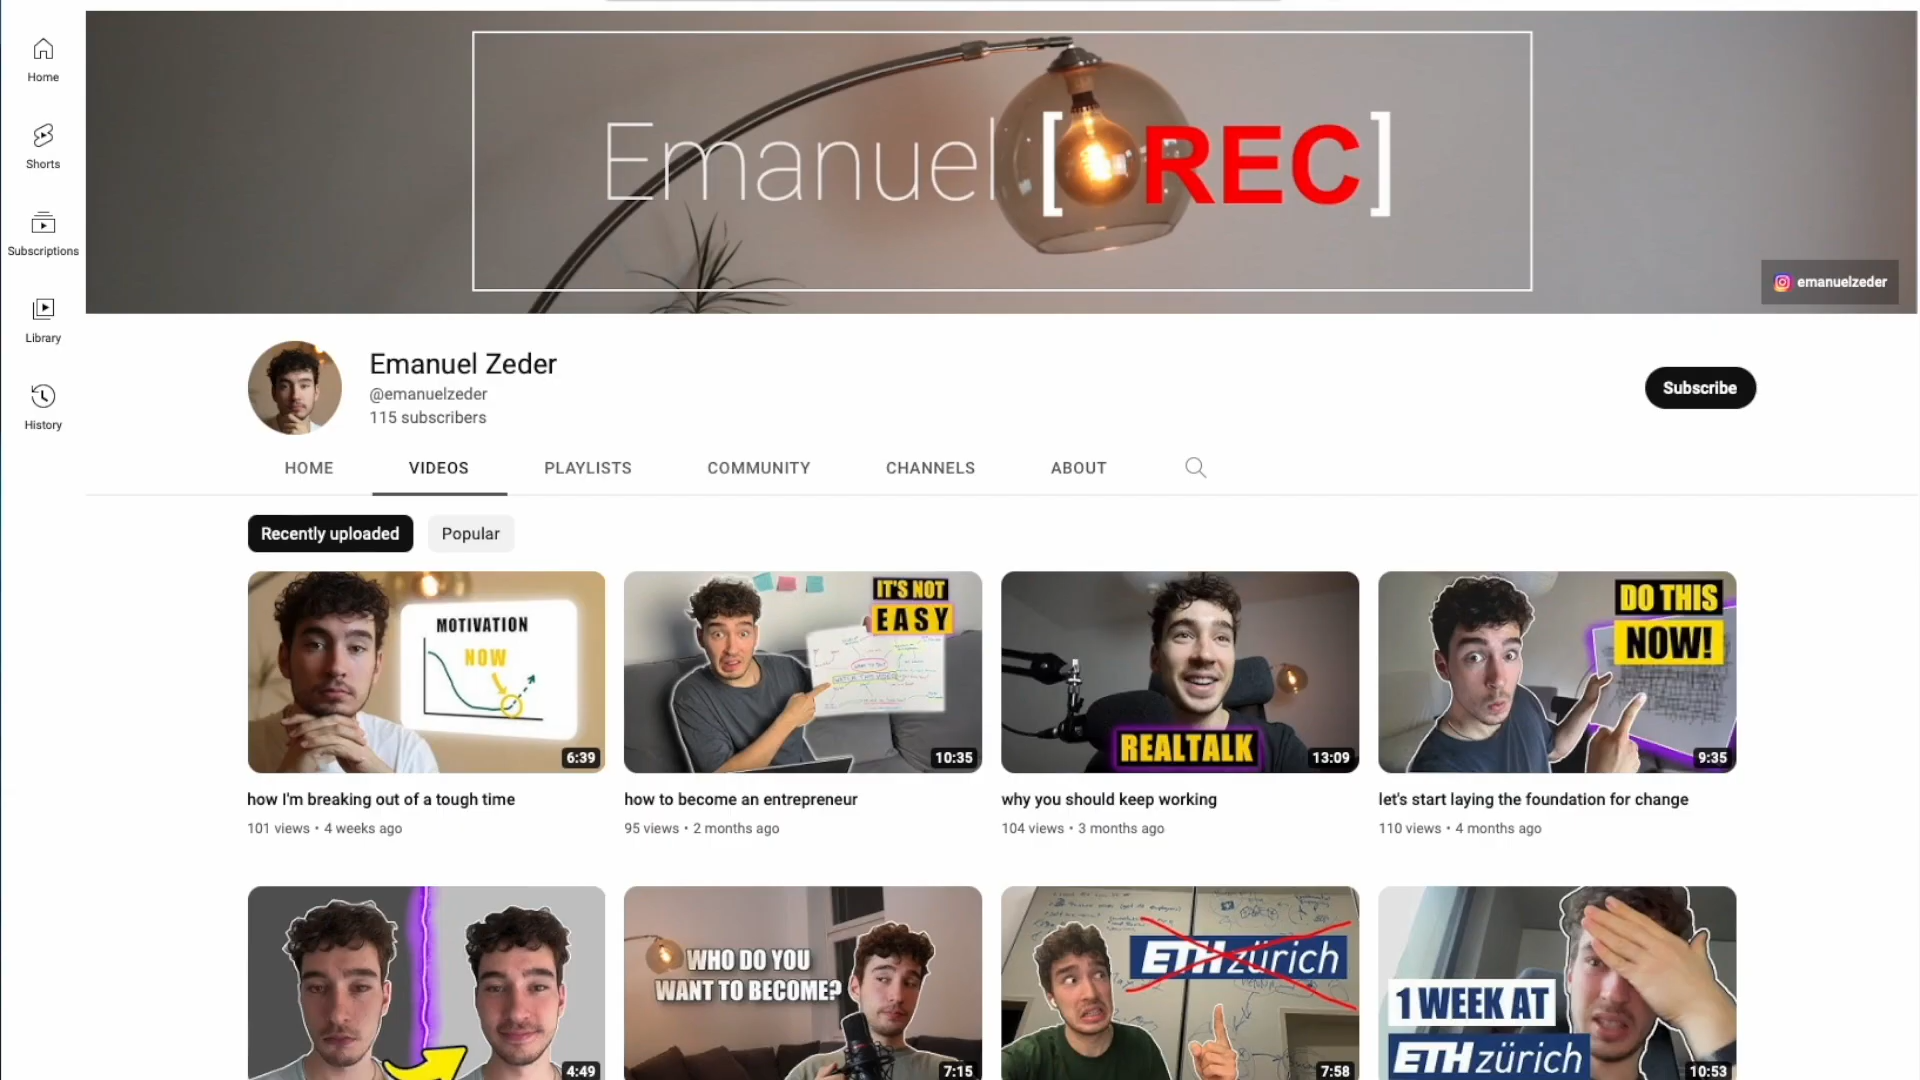 Home
Shorts
Subscriptions
Library
History
Emanuel [ REC]
emanuelzeder
Emanuel Zeder
@emanuelzeder
115 subscribers
Subscribe
HOME VIDEOS PLAYLISTS COMMUNITY CHANNELS ABOUT
Recently uploaded Popular
MOTIVATION
NOW
6:39
how I'm breaking out of a tough time
101 views • 4 weeks ago
IT'S NOT
EASY
10:35
how to become an entrepreneur
95 views • 2 months ago
REALTALK
13:09
why you should keep working
104 views • 3 months ago
DO THIS
NOW!
9:35
let's start laying the foundation for change
110 views • 4 months ago
4:49
WHO DO YOU
WANT TO BECOME?
7:15
ETH zürich
7:58
1 WEEK AT
ETH zürich
10:53